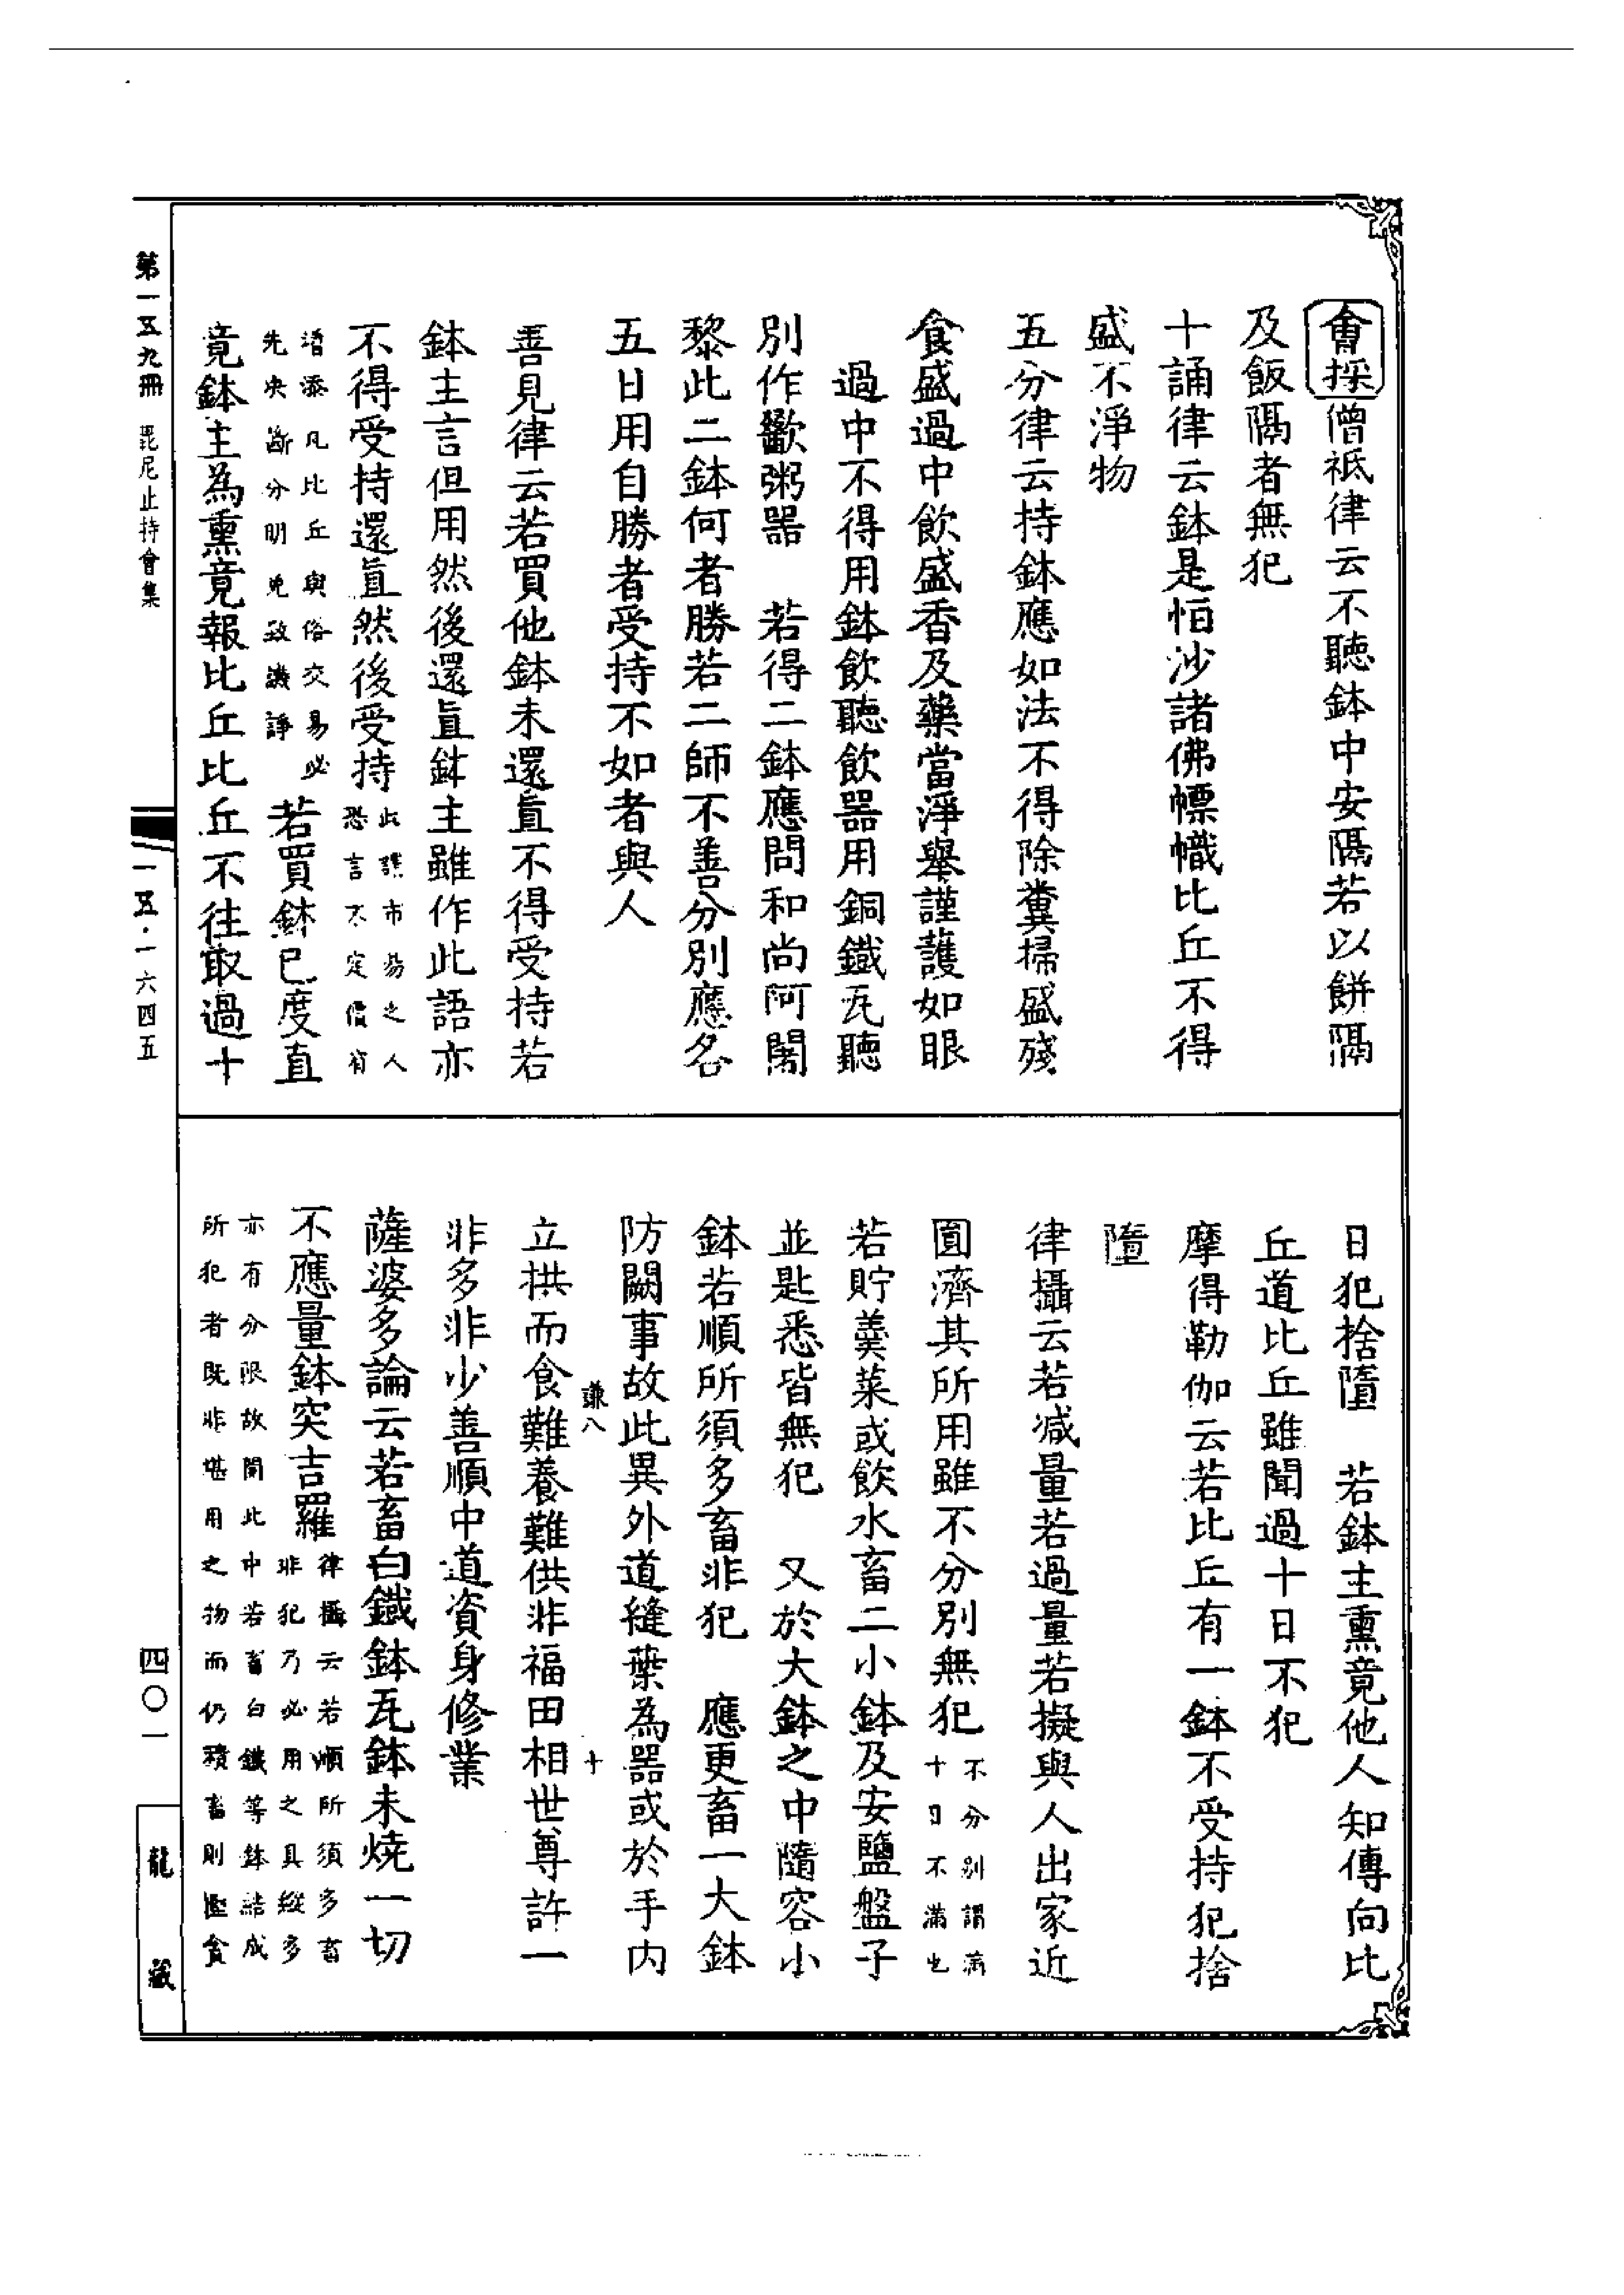 會採僧祇律云不聽鉢中安隔若以餅隔
及飯隔者無犯
十誦律云鉢是恒沙諸佛幖幟比丘不得
盛不淨物
五分律云持鉢應如法不得除糞掃盛殘
食盛過中飲盛香及藥當淨舉謹護如眼
過中不得用鉢飲聽飲器用銅鐵瓦聽
別作歠粥器　若得二鉢應問和尚阿闍
黎此二鉢何者勝若二師不善分別應各
五日用自勝者受持不如者與人
善見律云若買他鉢未還直不得受持若
鉢主言但用然後還直鉢主雖作此語亦
不得受持還直然後受持此謂市易之人
恐言不定價有
濇添凡比丘與俗交易必
先央斷分明免致譏諍若買鉢已度直
竟鉢主為熏竟報比丘比丘不往取過十
日犯捨墮　若鉢主熏竟他人知傳向比
丘道比丘雖聞過十日不犯
摩得勒伽云若比丘有一鉢不受持犯捨
墮
律攝云若減量若過量若擬與人出家近
圓濟其所用雖不分別無犯不分別謂滿
十日不滿也
若貯羹菜或飲水畜二小鉢及安鹽盤子
並匙悉皆無犯　又於大鉢之中隨容小
鉢若順所須多畜非犯　應更畜一大鉢
防闕事故此異外道縫葉為器或於手內
謙八　十
立拱而食難養難供非福田相世尊許一
非多非少善順中道資身修業
薩婆多論云若畜白鐵鉢瓦鉢未燒一切
不應量鉢突吉羅律攝云若順所須多畜
非犯乃必用之具縱多
亦有分限故開此中若畜白鐵等鉢結成
所犯者既非堪用之物而仍積畜則慳貪
第一五九冊　毘尼止持會集
一五·一六四五
四〇一
龍藏